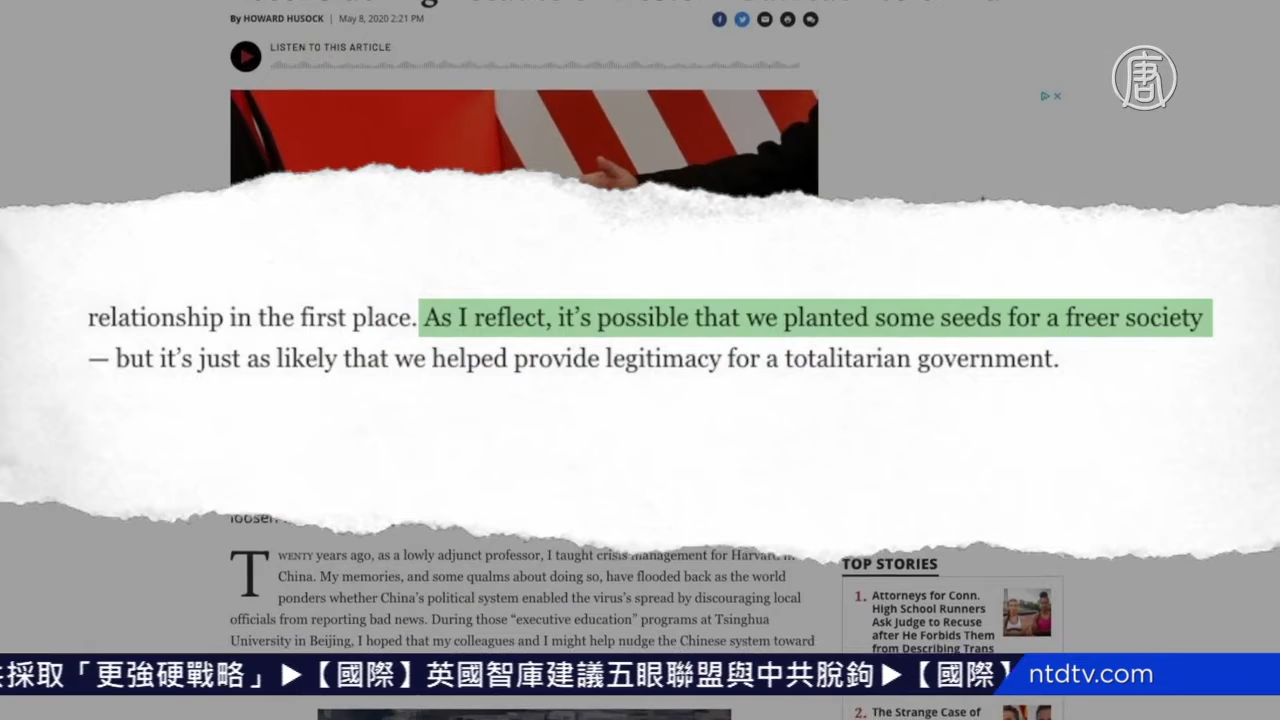 By HOWARD HUSOCK | May 8, 2020 2:21 PM
LISTEN TO THIS ARTICLE
唐
relationship in the first place. As I reflect, it's possible that we planted some seeds for a freer society
— but it's just as likely that we helped provide legitimacy for a totalitarian government.
TWENTY years ago, as a lowly adjunct professor, I taught crisis management for Harvard in
China. My memories, and some qualms about doing so, have flooded back as the world
ponders whether China's political system enabled the virus's spread by discouraging local
officials from reporting bad news. During those “executive education” programs at Tsinghua
University in Beijing, I hoped that my colleagues and I might help nudge the Chinese system toward
TOP STORIES
1. Attorneys for Conn.
High School Runners
Ask Judge to Recuse
after He Forbids Them
from Describing Trans
2. The Strange Case of
採取「更強硬戰略」▶【國際】英國智庫建議五眼聯盟與中共脫鉤▶【國際】
ntdtv.com